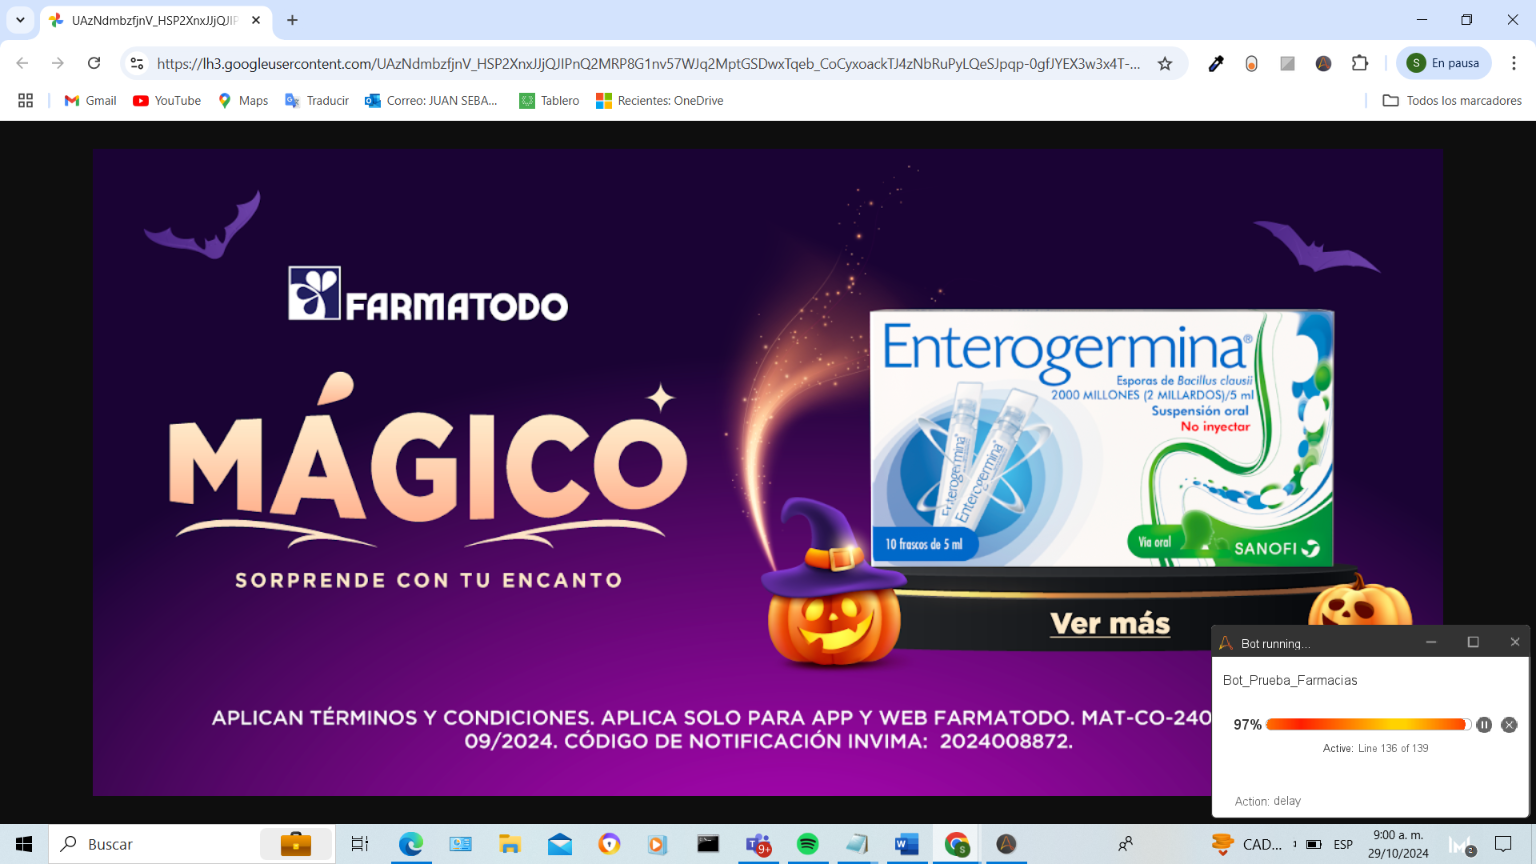 UAzNdmbzfjnV_HSP2XnxJJjQJIP
https://lh3.googleusercontent.com/UAzNdmbzfjnV_HSP2XnxJJjQJIPnQ2MRP8G1nv57WJq2MptGSDwxTqeb_CoCyxoackTJ4zNbRuPyLQeSJpqp-0gfJYEX3w3x4T-...
S
En pausa
Gmail
YouTube
Maps
Traducir
Correo: JUAN SEBA...
Tablero
Recientes: OneDrive
Todos los marcadores
FARMATODO
MÁGICO
SORPRENDE CON TU ENCANTO
Enterogermina®
Esporas de Bacillus clausii
2000 MILLONES (2 MILLARDOS)/5 ml
Suspensión oral
No inyectar
Enterogermina®
Enterogermina®
10 frascos de 5 ml
Vía oral
SANOFI
Ver más
APLICAN TÉRMINOS Y CONDICIONES. APLICA SOLO PARA APP Y WEB FARMATODO. MAT-CO-240
09/2024. CÓDIGO DE NOTIFICACIÓN INVIMA: 2024008872.
Bot running...
Bot_Prueba_Farmacias
97%
Active: Line 136 of 139
Action: delay
Buscar
9+
S
CAD...
ESP
9:00 a. m.
29/10/2024
2